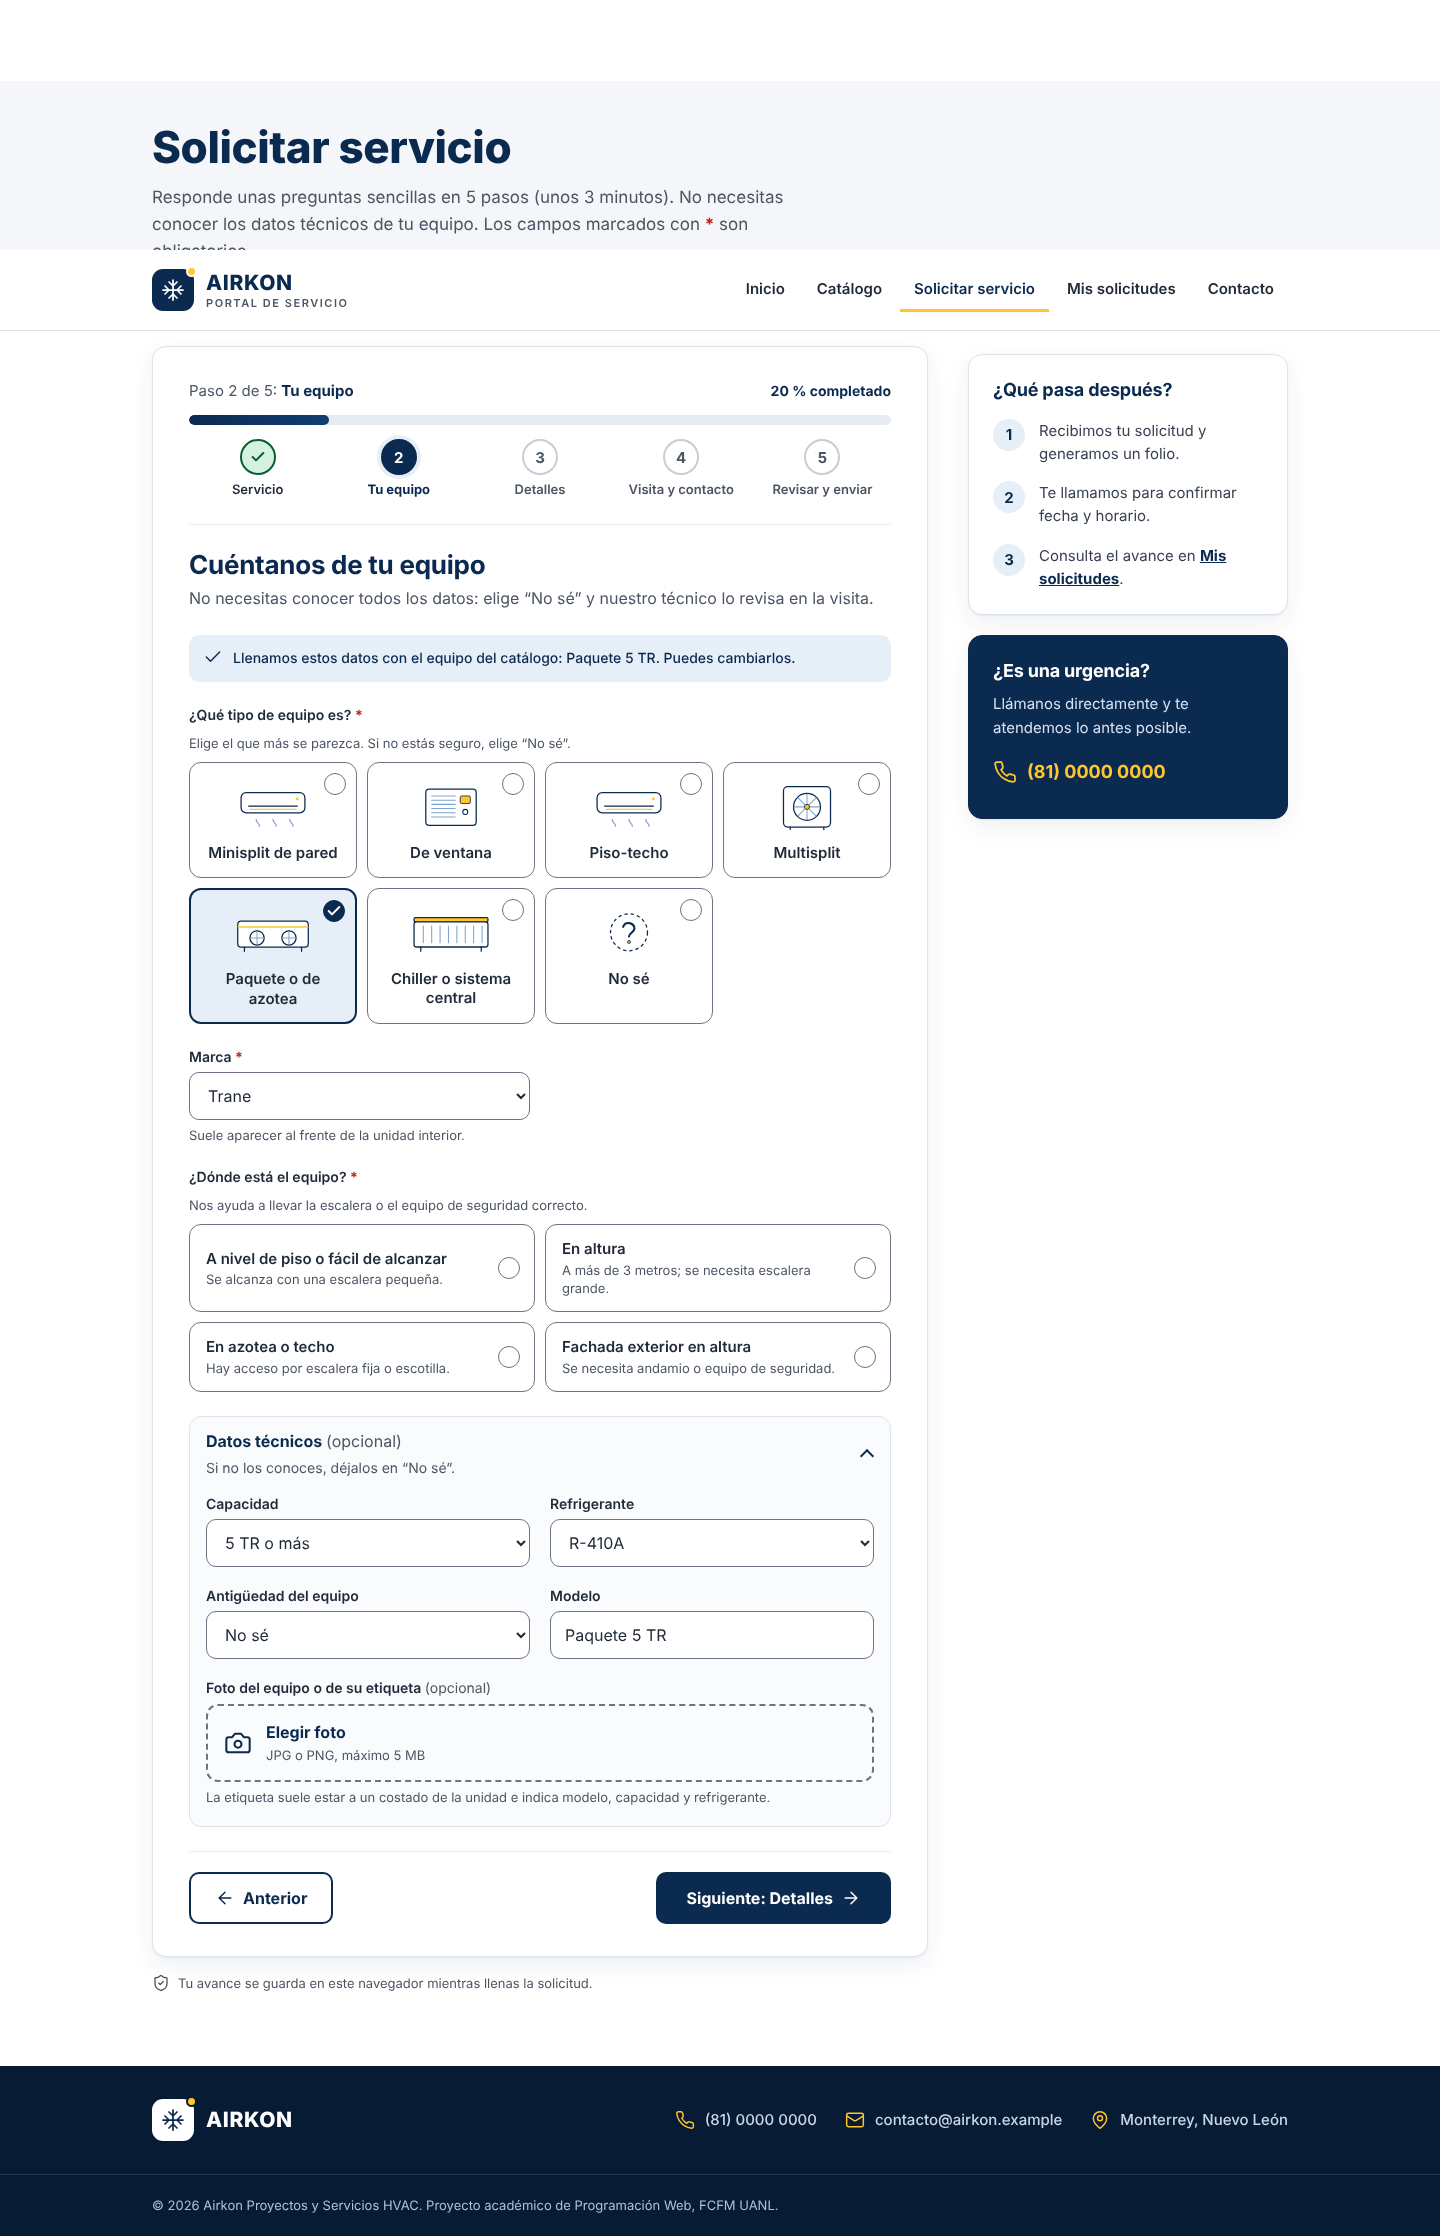 Solicitar servicio
Responde unas preguntas sencillas en 5 pasos (unos 3 minutos). No necesitas
conocer los datos técnicos de tu equipo. Los campos marcados con * son
AIRKON
PORTAL DE SERVICIO
Inicio
Catálogo
Solicitar servicio
Mis solicitudes
Contacto
Paso 2 de 5: Tu equipo
20 % completado
2
3
4
5
Servicio
Tu equipo
Detalles
Visita y contacto
Revisar y enviar
Cuéntanos de tu equipo
No necesitas conocer todos los datos: elige “No sé” y nuestro técnico lo revisa en la visita.
Llenamos estos datos con el equipo del catálogo: Paquete 5 TR. Puedes cambiarlos.
¿Qué tipo de equipo es? *
Elige el que más se parezca. Si no estás seguro, elige “No sé”.
Minisplit de pared
De ventana
Piso-techo
Multisplit
Paquete o de
azotea
Chiller o sistema
central
?
No sé
Marca *
Trane
Suele aparecer al frente de la unidad interior.
¿Dónde está el equipo? *
Nos ayuda a llevar la escalera o el equipo de seguridad correcto.
A nivel de piso o fácil de alcanzar
Se alcanza con una escalera pequeña.
En altura
A más de 3 metros; se necesita escalera
grande.
En azotea o techo
Hay acceso por escalera fija o escotilla.
Fachada exterior en altura
Se necesita andamio o equipo de seguridad.
Datos técnicos (opcional)
Si no los conoces, déjalos en “No sé”.
Capacidad
5 TR o más
Refrigerante
R-410A
Antigüedad del equipo
No sé
Modelo
Paquete 5 TR
Foto del equipo o de su etiqueta (opcional)
Elegir foto
JPG o PNG, máximo 5 MB
La etiqueta suele estar a un costado de la unidad e indica modelo, capacidad y refrigerante.
Anterior
Siguiente: Detalles
Tu avance se guarda en este navegador mientras llenas la solicitud.
¿Qué pasa después?
1
Recibimos tu solicitud y
generamos un folio.
2
Te llamamos para confirmar
fecha y horario.
3
Consulta el avance en Mis
solicitudes.
¿Es una urgencia?
Llámanos directamente y te
atendemos lo antes posible.
(81) 0000 0000
AIRKON
(81) 0000 0000
contacto@airkon.example
Monterrey, Nuevo León
© 2026 Airkon Proyectos y Servicios HVAC. Proyecto académico de Programación Web, FCFM UANL.